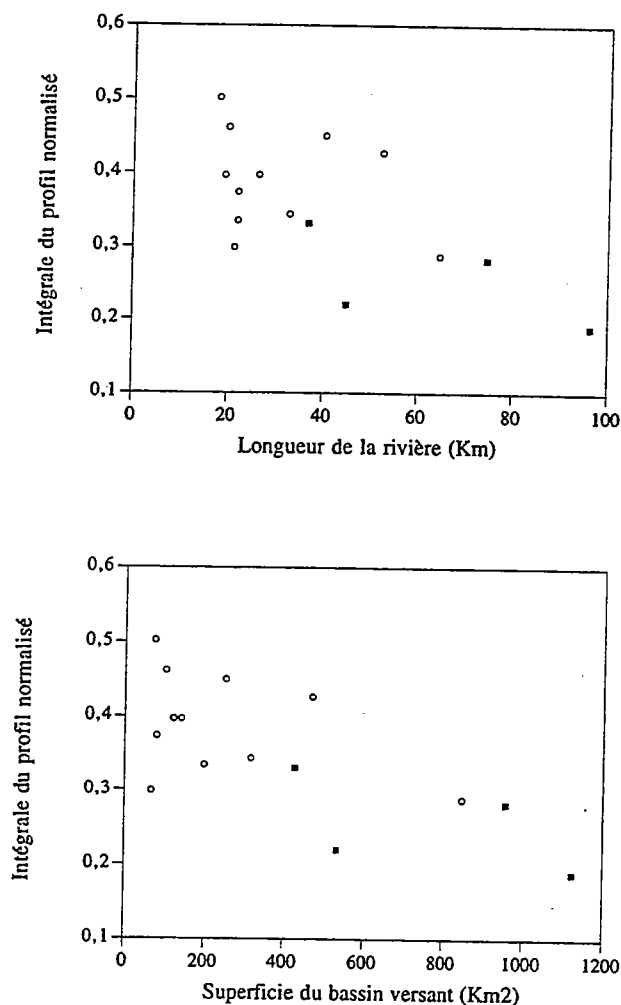 0,6
0,5
0,4
0,3
0,2
0,1
Intégrale du profil normalisé
0 20 40 60 80 100
Longueur de la rivière (Km)
0,6
0,5
0,4
0,3
0,2
0,1
Intégrale du profil normalisé
0 200 400 600 800 1000 1200
Superficie du bassin versant (Km2)